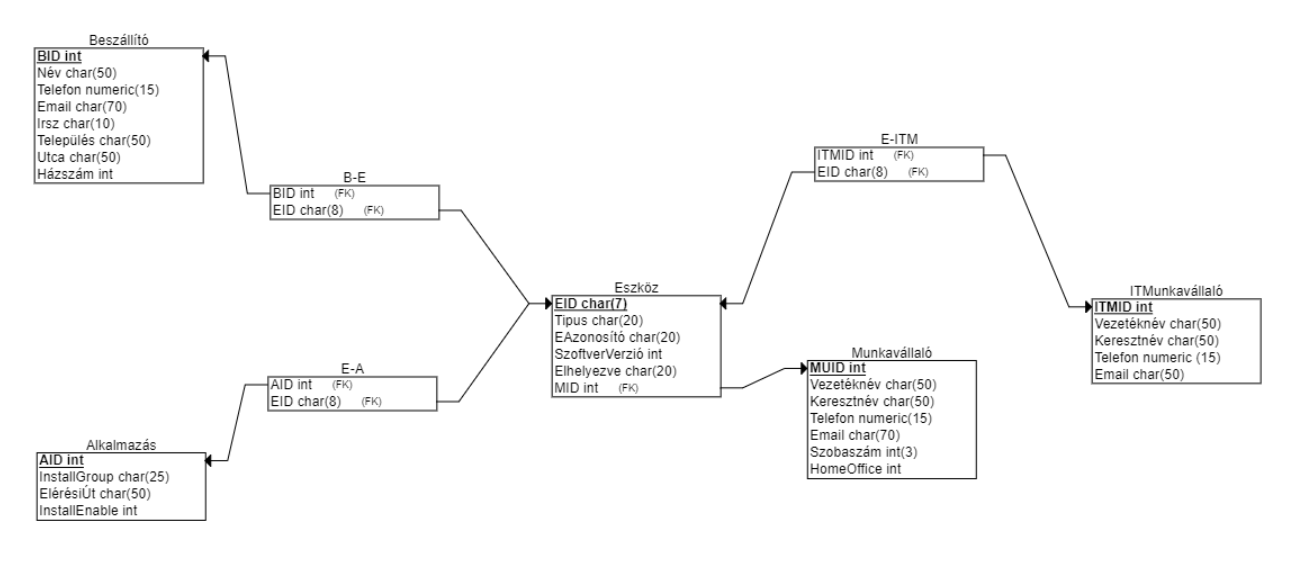 Beszállító
BID int
Név char(50)
Telefon numeric(15)
Email char(70)
Irsz char(10)
Település char(50)
Utca char(50)
Házszám int
B-E
BID int (FK)
EID char(8) (FK)
E-ITM
ITMID int (FK)
EID char(8) (FK)
Eszköz
EID char(7)
Tipus char(20)
EAzonosító char(20)
SzoftverVerzió int
Elhelyezve char(20)
MID int (FK)
ITMunkavállaló
ITMID int
Vezetéknév char(50)
Keresztnév char(50)
Telefon numeric (15)
Email char(50)
Munkavállaló
MUID int
Vezetéknév char(50)
Keresztnév char(50)
Telefon numeric(15)
Email char(70)
Szobaszám int(3)
HomeOffice int
E-A
AID int (FK)
EID char(8) (FK)
Alkalmazás
AID int
InstallGroup char(25)
ElérésiÚt char(50)
InstallEnable int